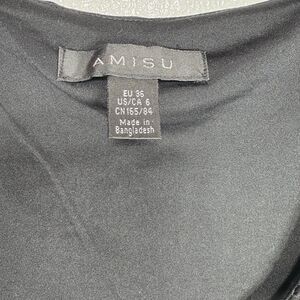 AMISU
EU 36
US/CA 6
CN165/84
Made in
Bangladesh